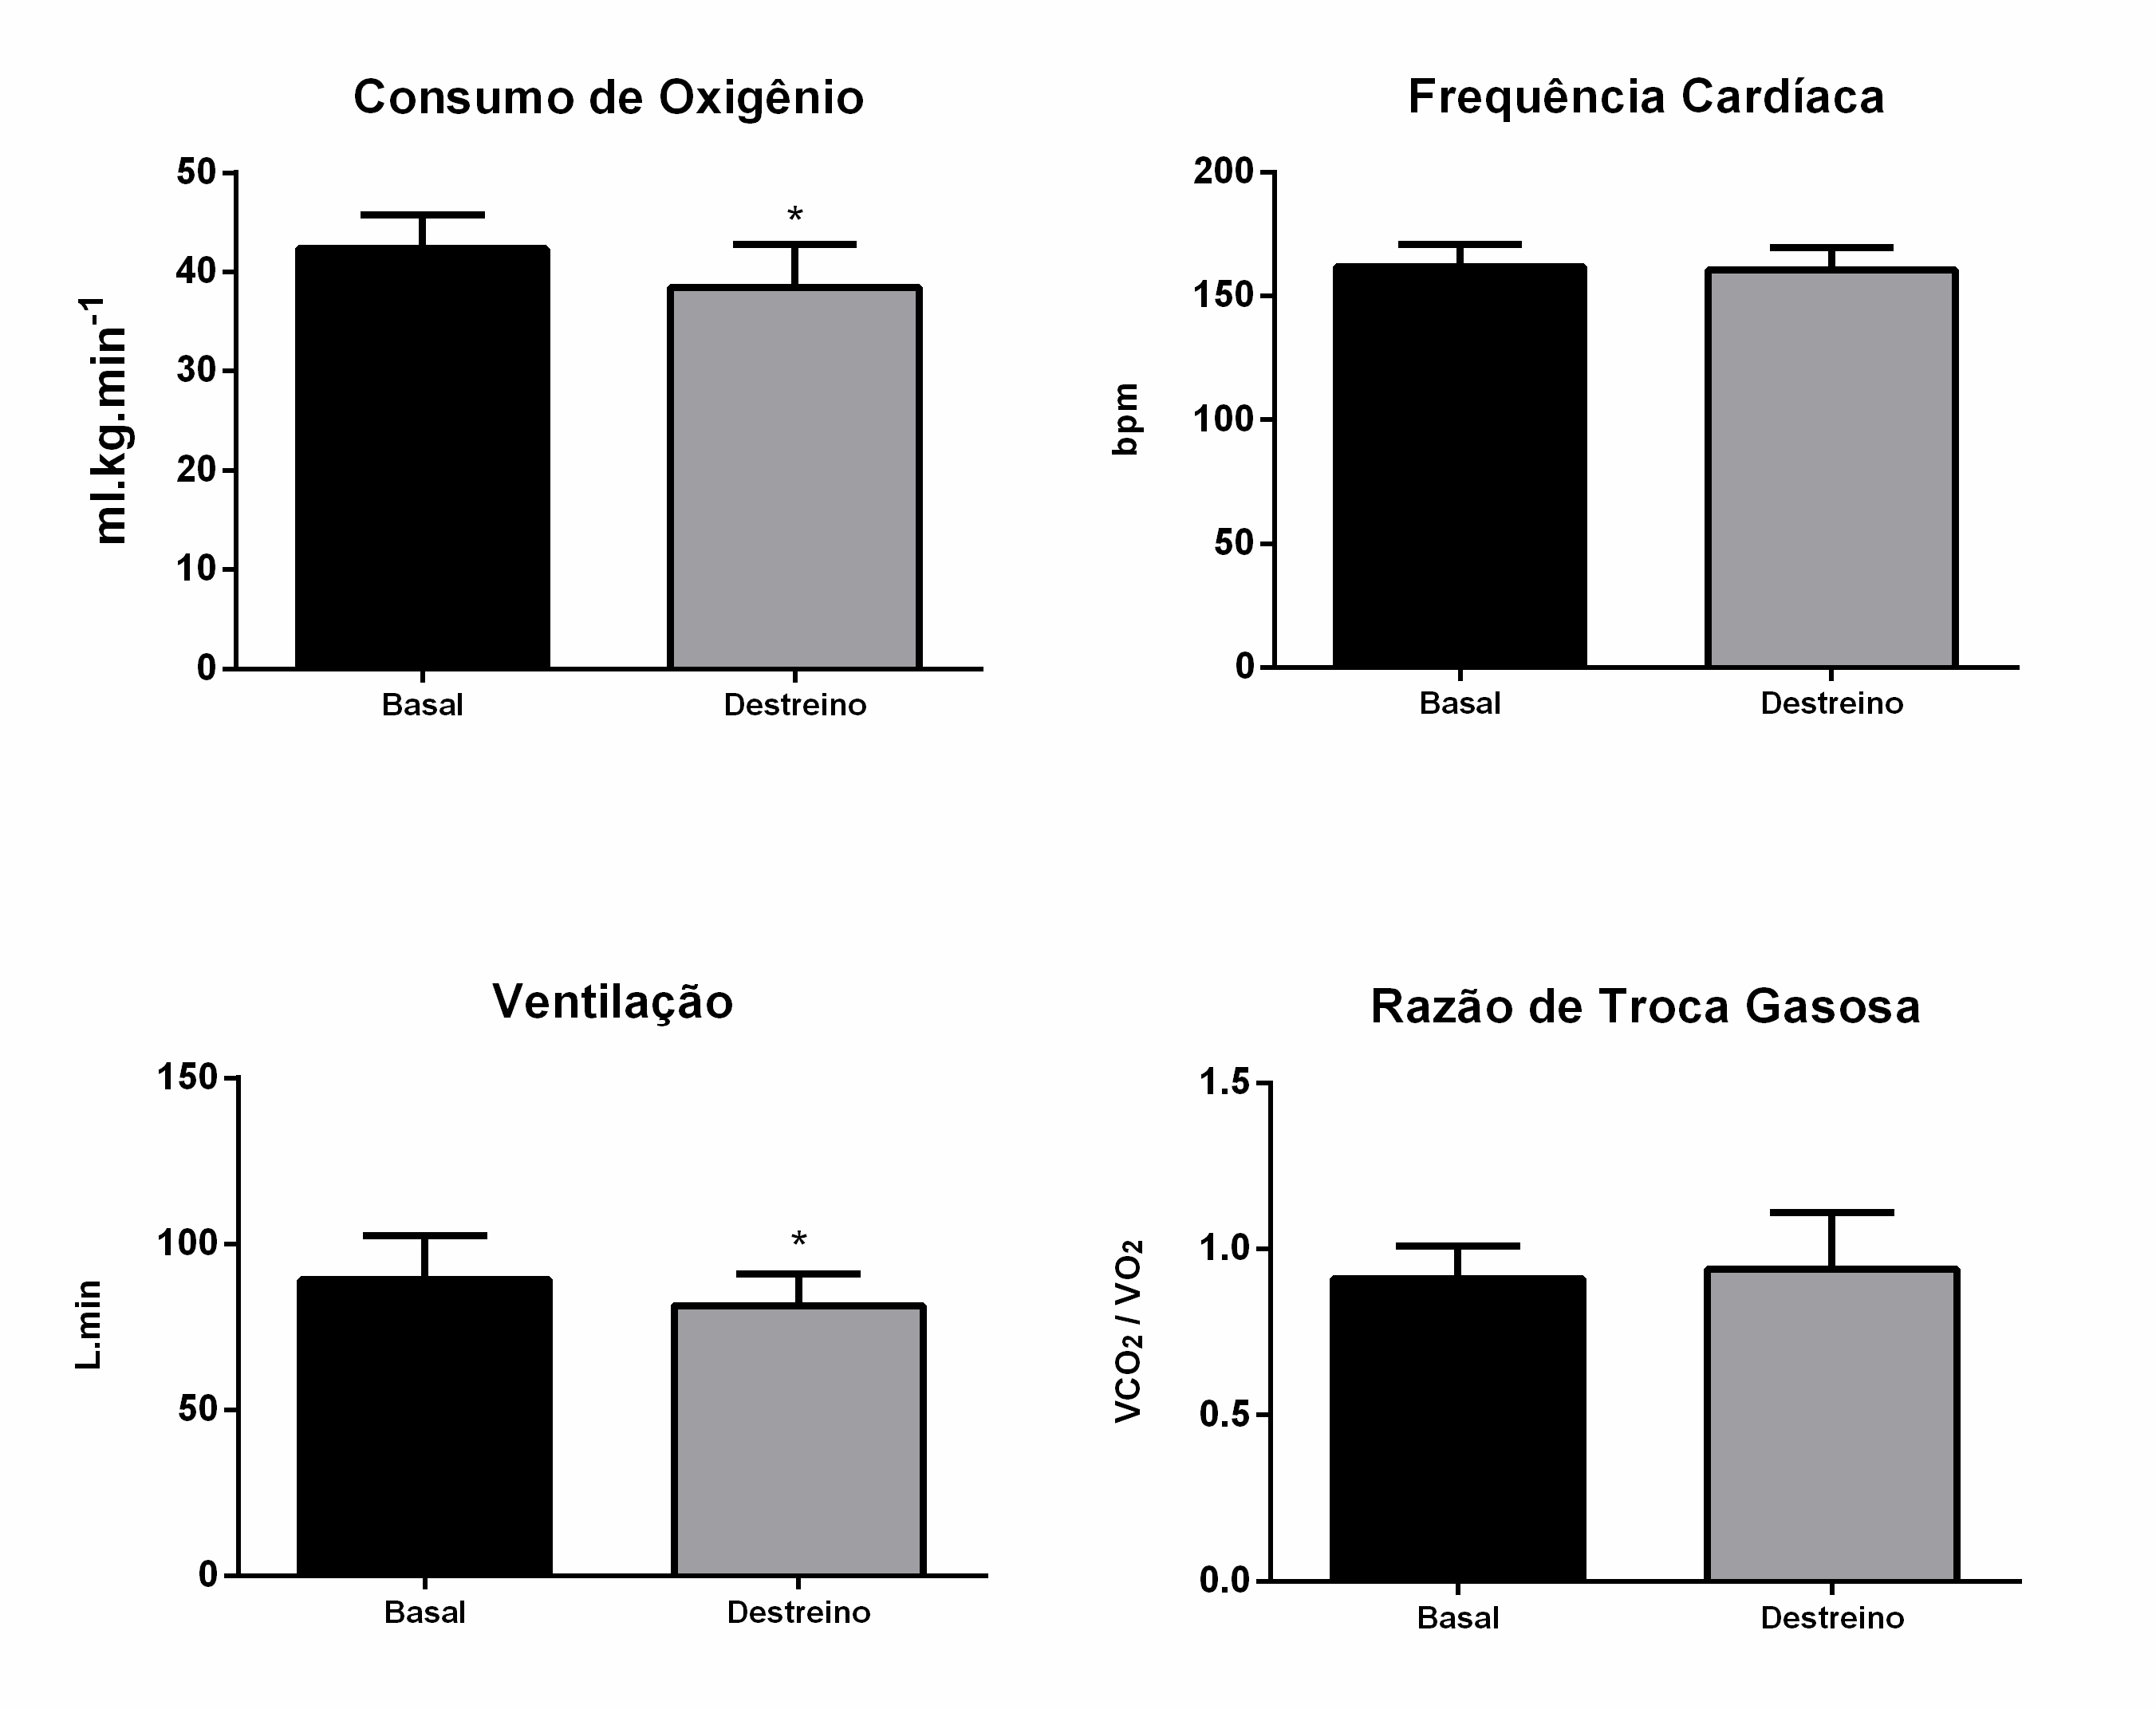 Consumo de Oxigênio
ml.kg.min-1
50
40
30
20
10
0
*
Basal Destreino
Frequência Cardíaca
bpm
200
150
100
50
0
Basal Destreino
Ventilação
L.min
150
100
50
0
*
Basal Destreino
Razão de Troca Gasosa
VCO2 / VO2
1.5
1.0
0.5
0.0
Basal Destreino